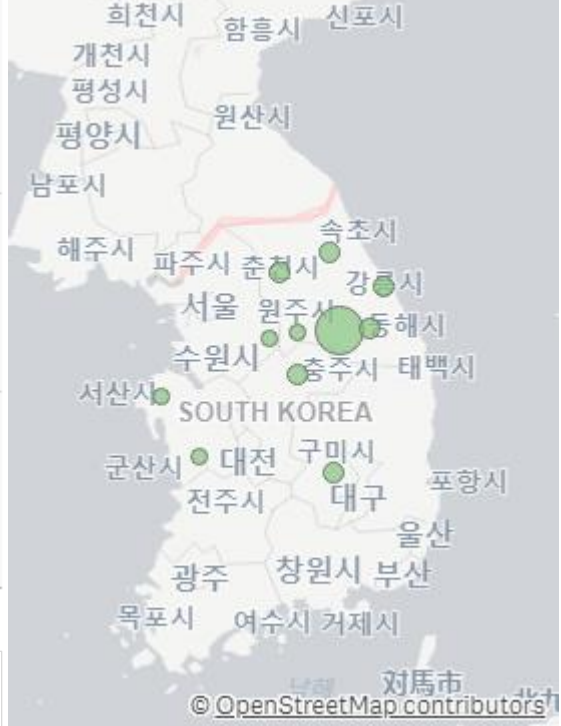 희천시
신포시
함흥시
개천시
평성시
원산시
평양시
남포시
속초시
해주시
파주시
춘천시
강릉시
서울
원주시
동해시
수원시
충주시
태백시
서산시
SOUTH KOREA
구미시
군산시
대전
포항시
전주시
대구
울산
광주
창원시
부산
목포시
여수시
거제시
남해
対馬市
北九
© OpenStreetMap contributors